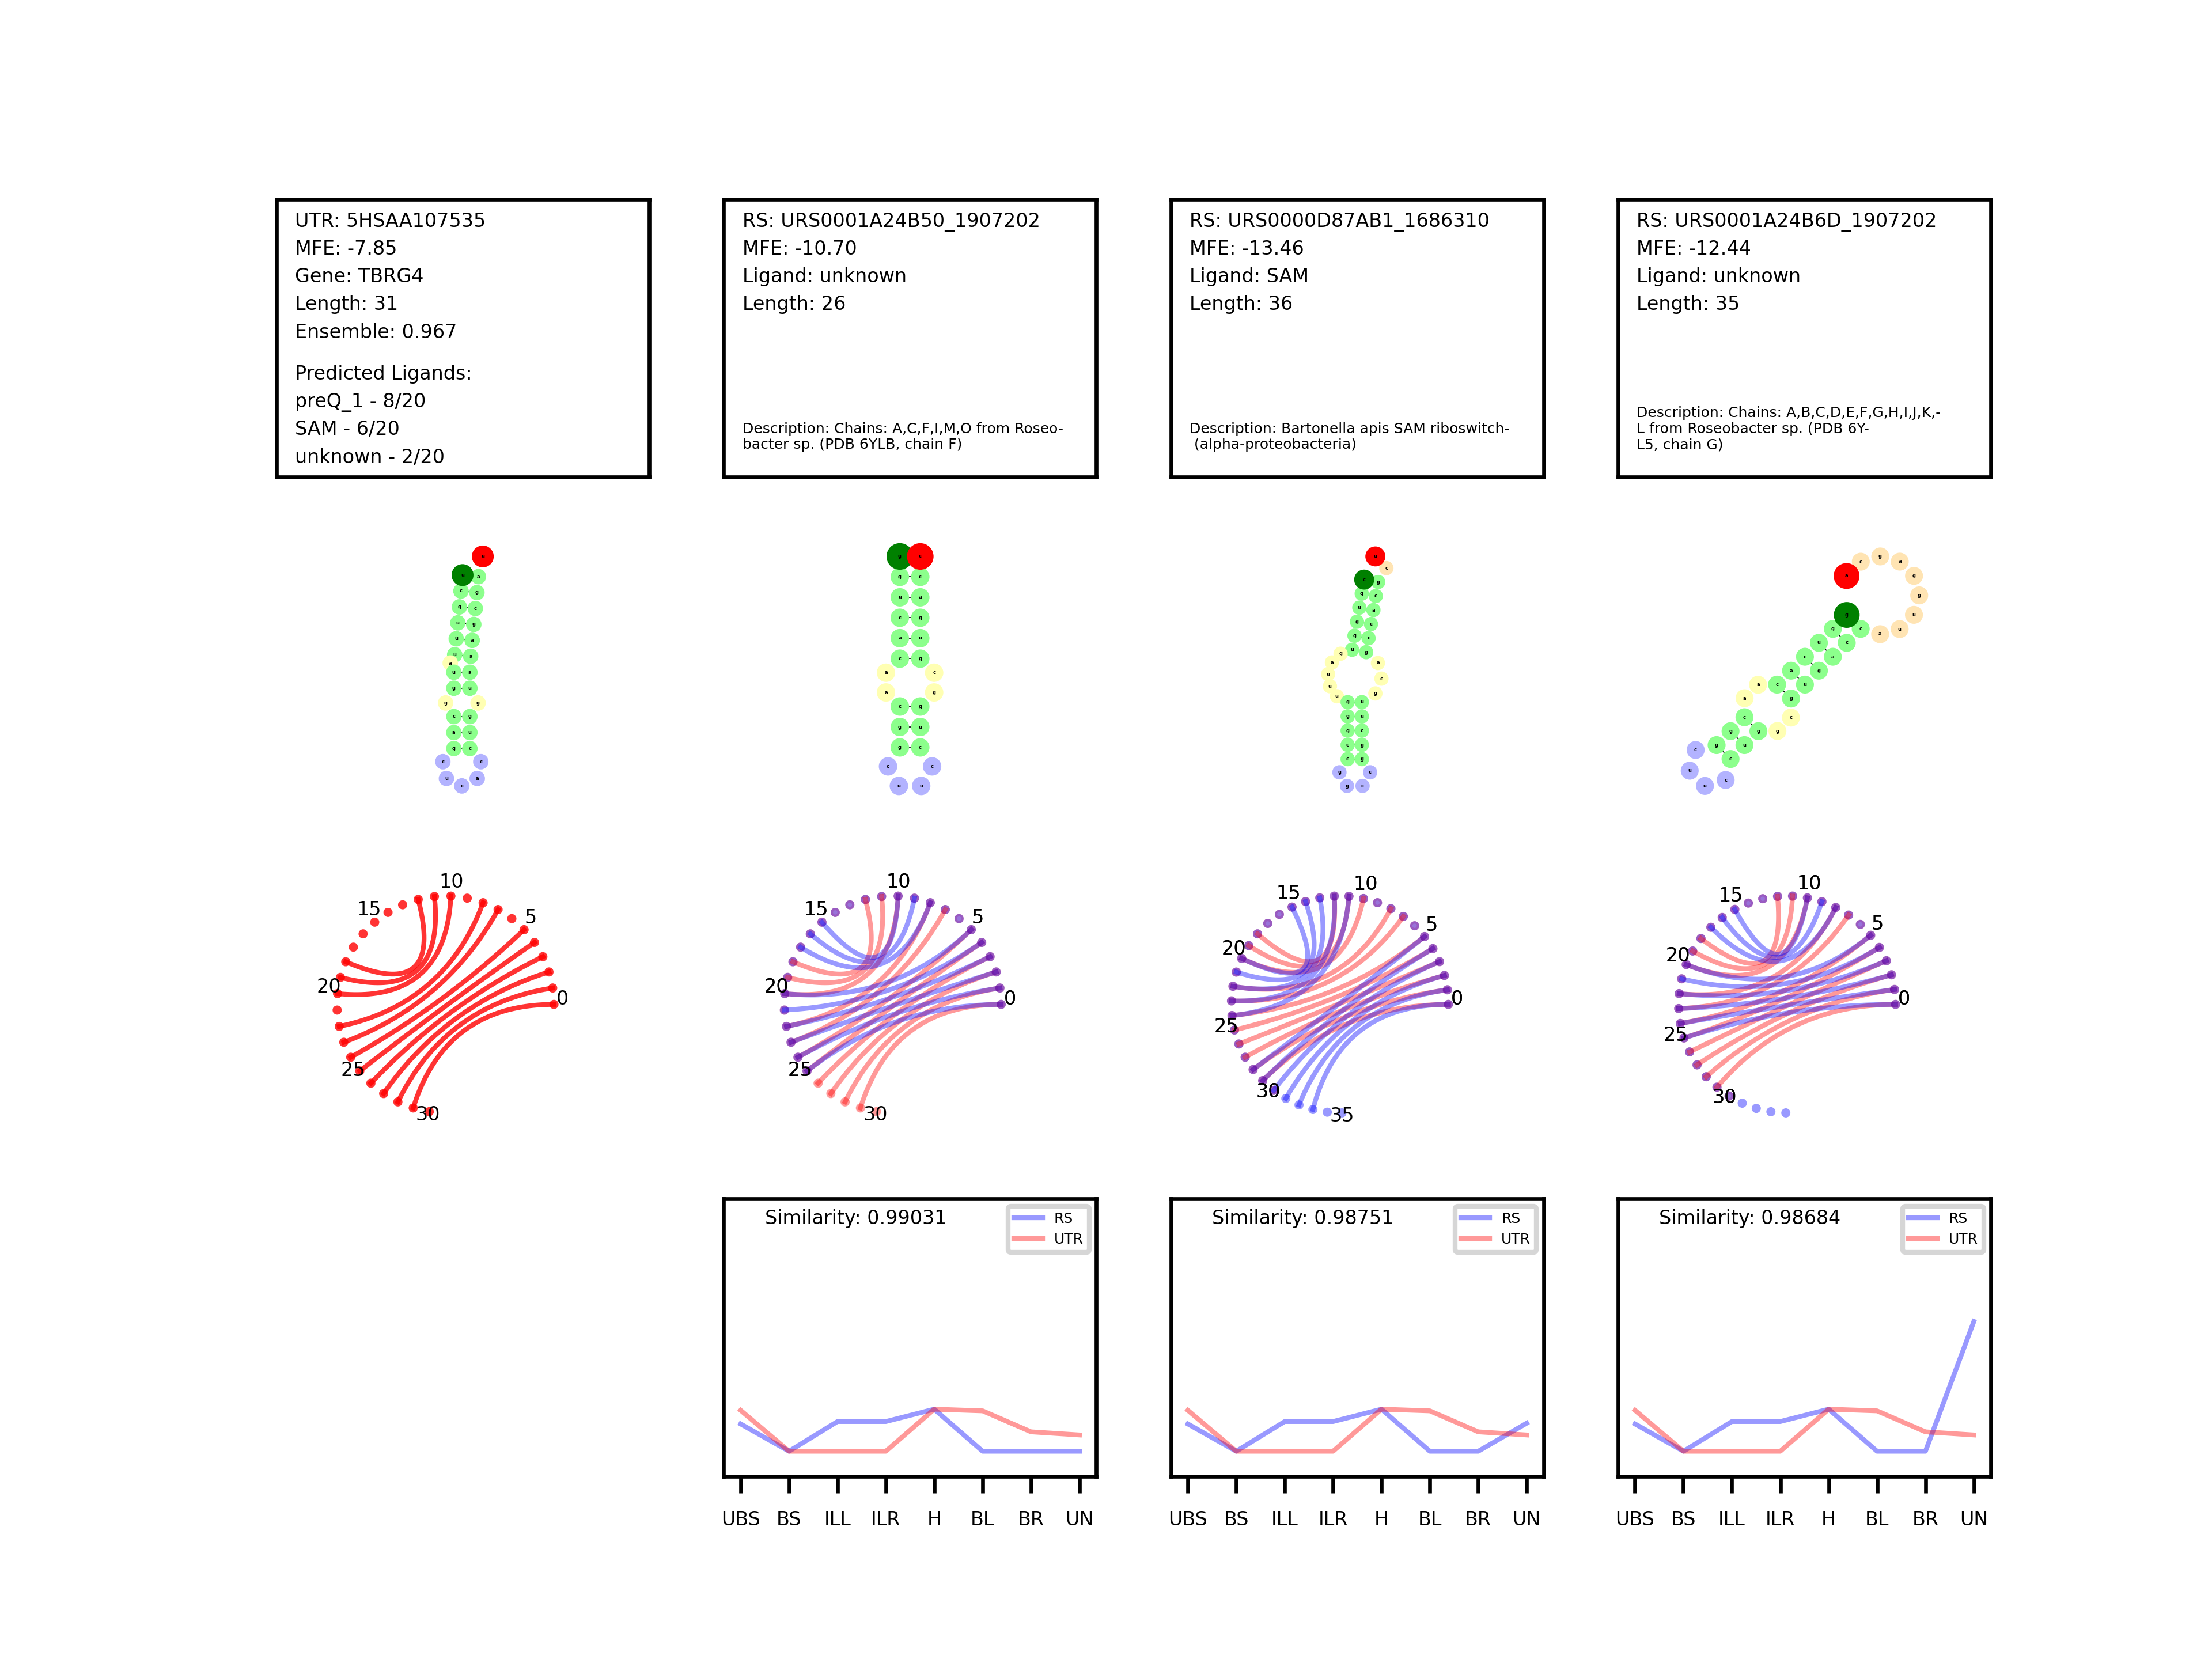 UTR: 5HSAA107535
MFE: -7.85
Gene: TBRG4
Length: 31
Ensemble: 0.967
Predicted Ligands:
preQ_1 - 8/20
SAM - 6/20
unknown - 2/20
RS: URS0001A24B50_1907202
MFE: -10.70
Ligand: unknown
Length: 26
Description: Chains: A,C,F,I,M,O from Roseo-
bacter sp. (PDB 6YLB, chain F)
RS: URS0000D87AB1_1686310
MFE: -13.46
Ligand: SAM
Length: 36
Description: Bartonella apis SAM riboswitch-
(alpha-proteobacteria)
RS: URS0001A24B6D_1907202
MFE: -12.44
Ligand: unknown
Length: 35
Description: Chains: A,B,C,D,E,F,G,H,I,J,K,-
L from Roseobacter sp. (PDB 6Y-
L5, chain G)
0
5
10
15
20
25
30
0
5
10
15
20
25
30
0
5
10
15
20
25
30
35
0
5
10
15
20
25
30
Similarity: 0.99031
RS
UTR
UBS BS ILL ILR H BL BR UN
Similarity: 0.98751
RS
UTR
UBS BS ILL ILR H BL BR UN
Similarity: 0.98684
RS
UTR
UBS BS ILL ILR H BL BR UN